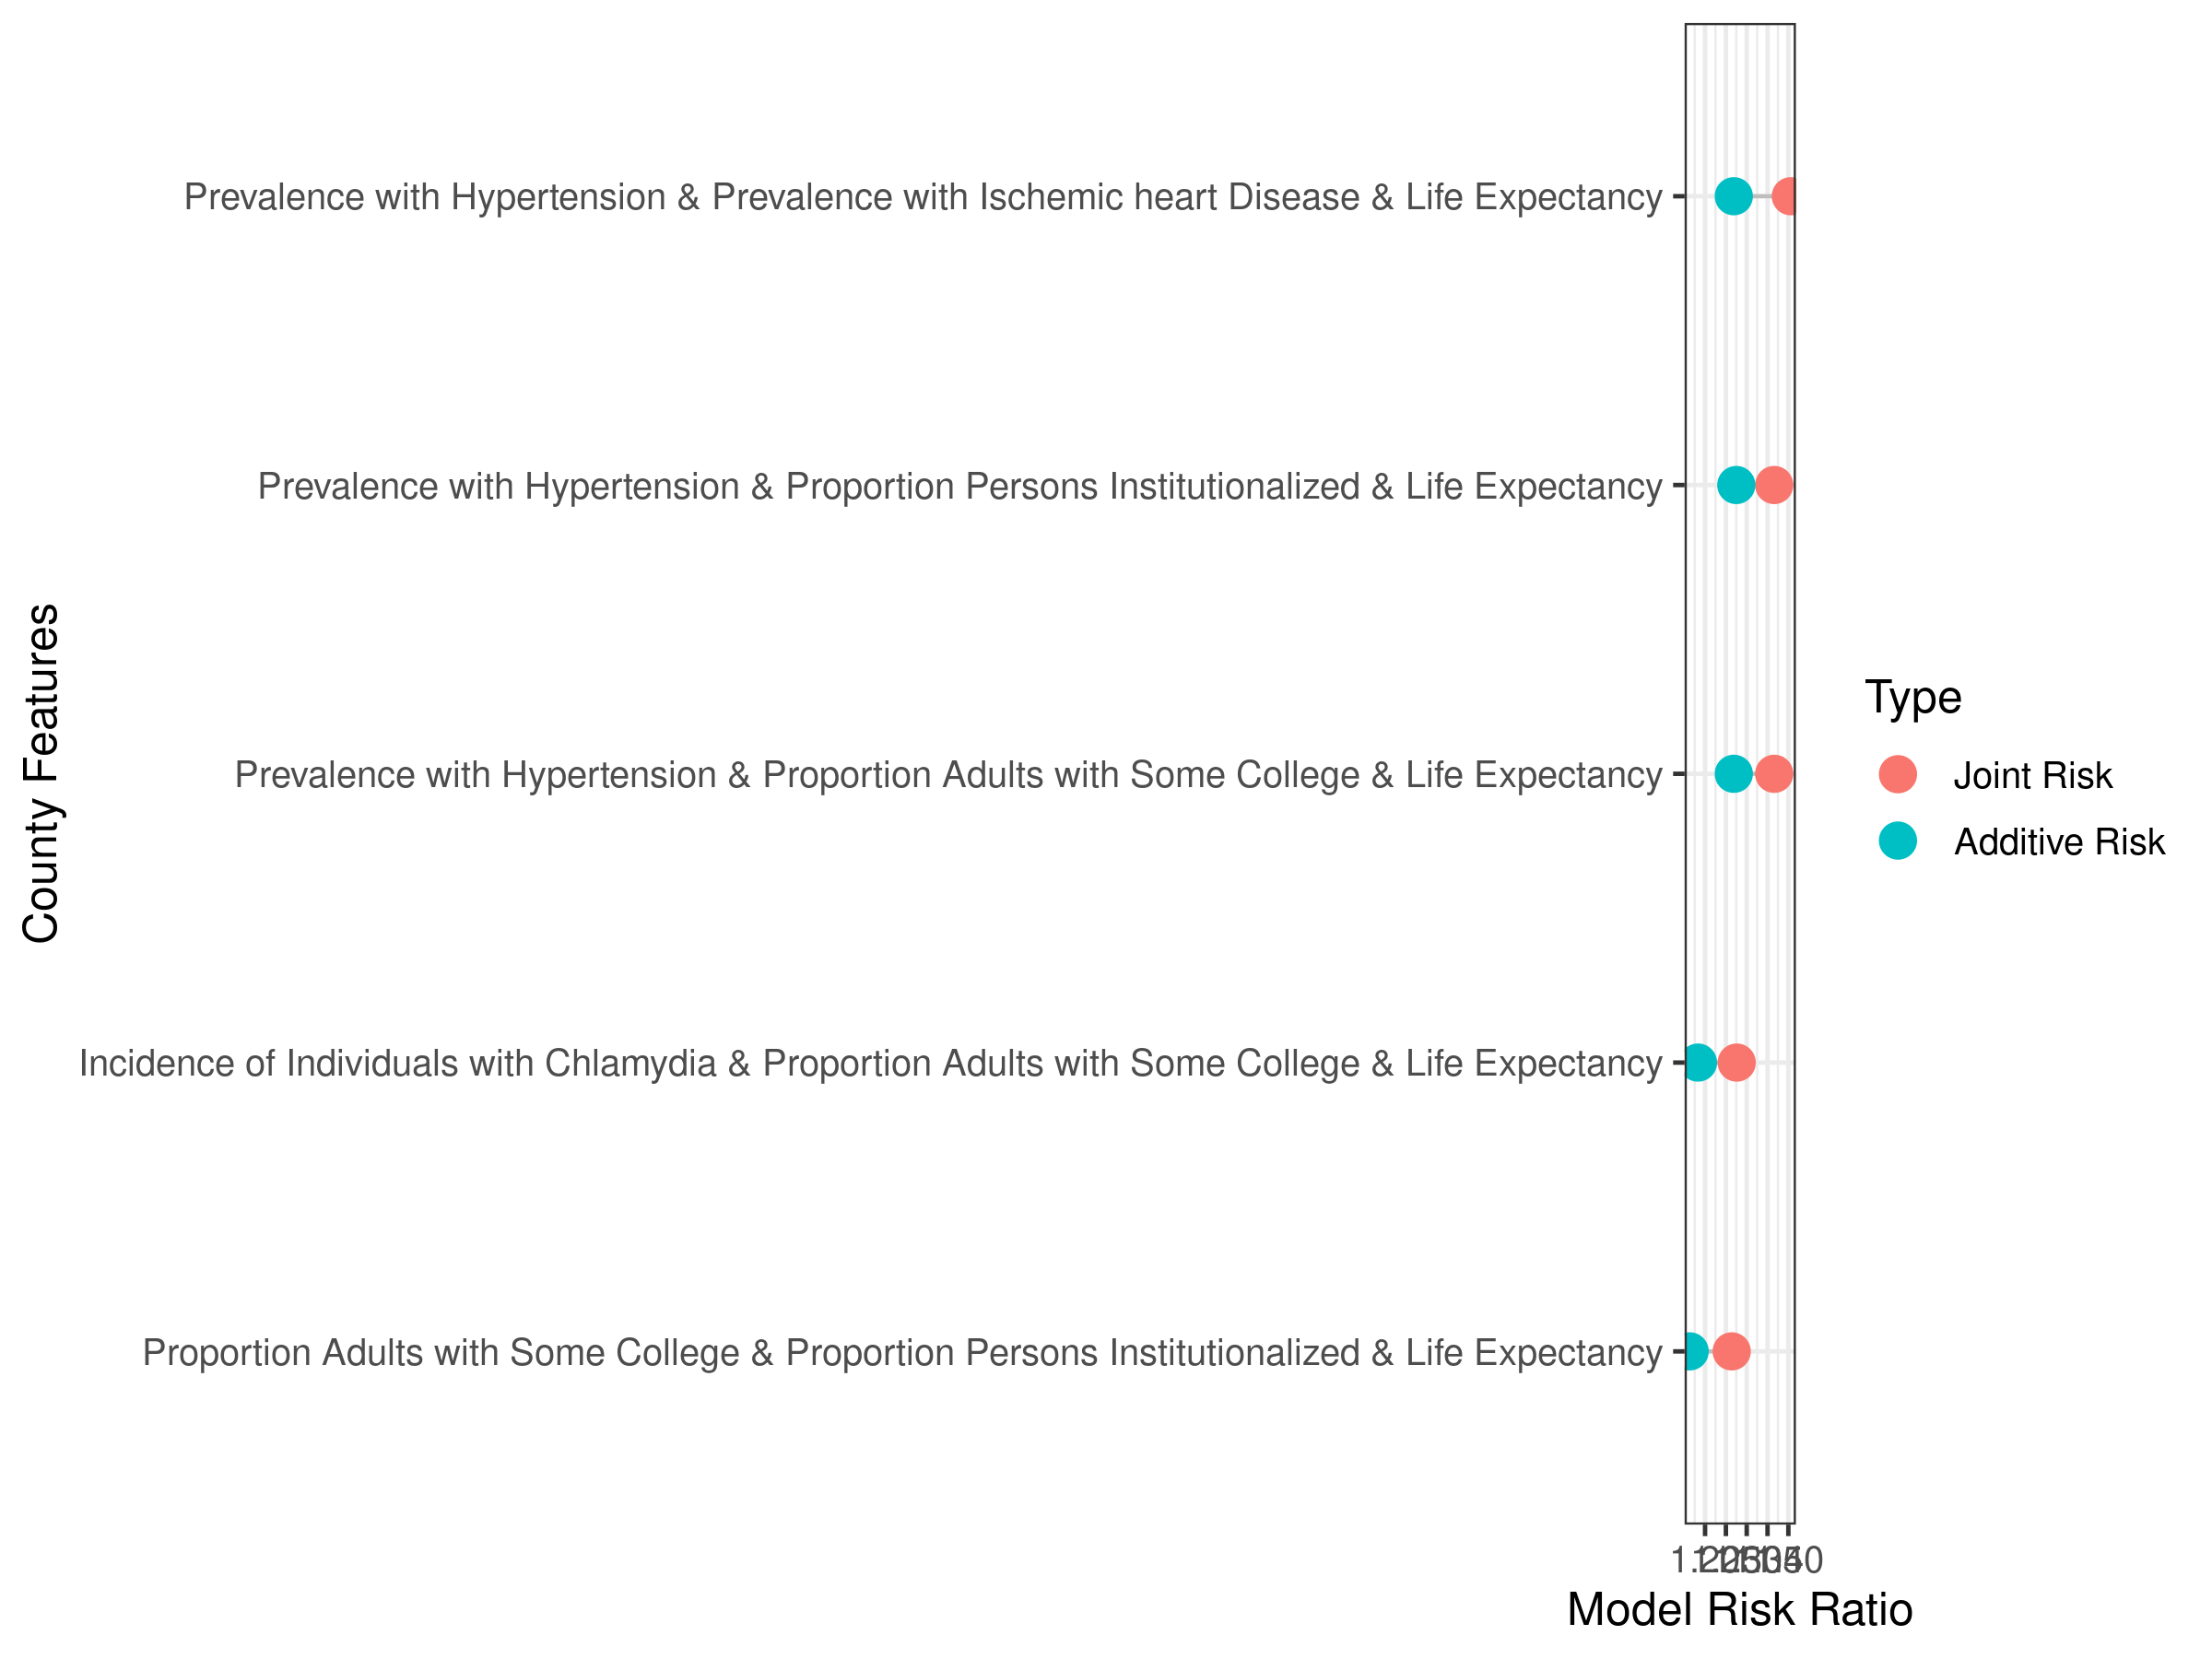 Prevalence with Hypertension & Prevalence with Ischemic heart Disease & Life Expectancy
Prevalence with Hypertension & Proportion Persons Institutionalized & Life Expectancy
Prevalence with Hypertension & Proportion Adults with Some College & Life Expectancy
Incidence of Individuals with Chlamydia & Proportion Adults with Some College & Life Expectancy
Proportion Adults with Some College & Proportion Persons Institutionalized & Life Expectancy
County Features
Model Risk Ratio
Type
Joint Risk
Additive Risk